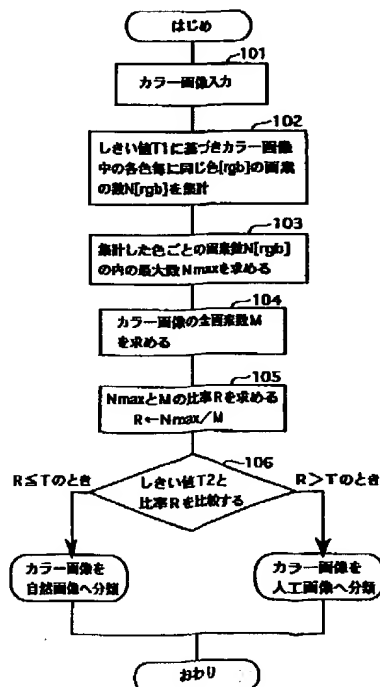 はじめ
101
カラー画像入力
102
しきい値T1に基づきカラー画像
中の各色毎に同じ色[rgb]の画素
の数N[rgb]を集計
103
集計した色ごとの画素数N[rgb]
の内の最大数Nmaxを求める
104
カラー画像の全画素数M
を求める
105
NmaxとMの比率Rを求める
R←Nmax/M
106
R≦Tのとき
しきい値T2と
比率Rを比較する
R>Tのとき
カラー画像を
自然画像へ分類
カラー画像を
人工画像へ分類
おわり